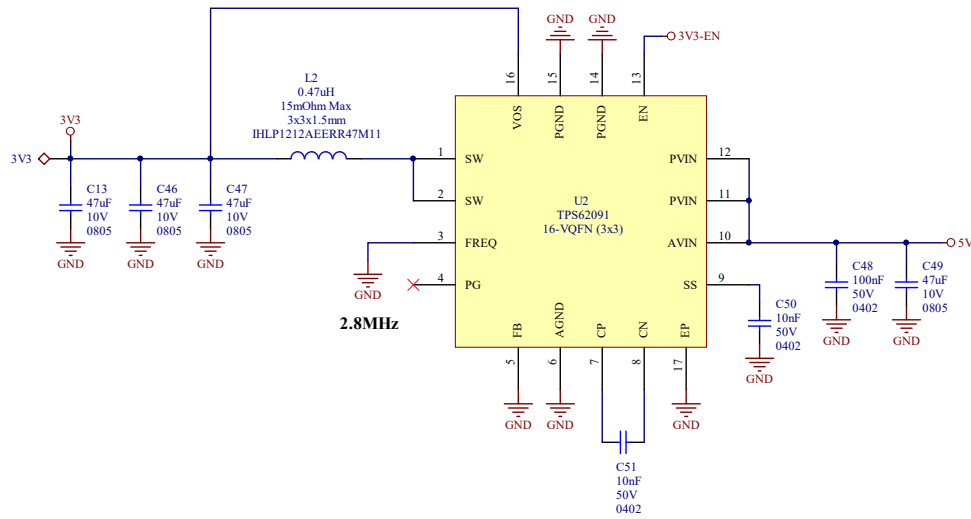 GND
GND
3V3-EN
16
15
14
13
VOS
PGND
PGND
EN
L2
0.47uH
15mOhm Max
3x3x1.5mm
IHLP1212AEERR47M11
3V3
3V3
1
SW
2
SW
3
FREQ
4
PG
PVIN
12
PVIN
11
AVIN
10
SS
9
U2
TPS62091
16-VQFN (3x3)
5V
C13
47uF
10V
0805
GND
C46
47uF
10V
0805
GND
C47
47uF
10V
0805
GND
GND
2.8MHz
C48
100nF
50V
0402
GND
C49
47uF
10V
0805
GND
C50
10nF
50V
0402
GND
FB
AGND
CP
CN
EP
5
6
7
8
17
GND
GND
GND
C51
10nF
50V
0402